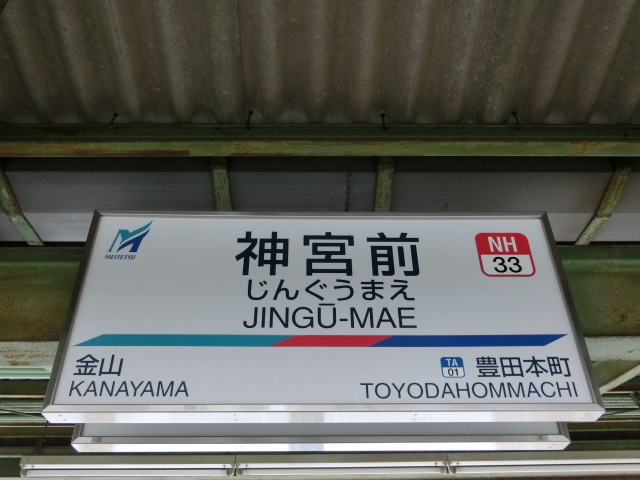 MEITETSU
神宮前
じんぐうまえ
JINGŪ-MAE
NH
33
金山
KANAYAMA
TA
01
豊田本町
TOYODAHOMMACHI